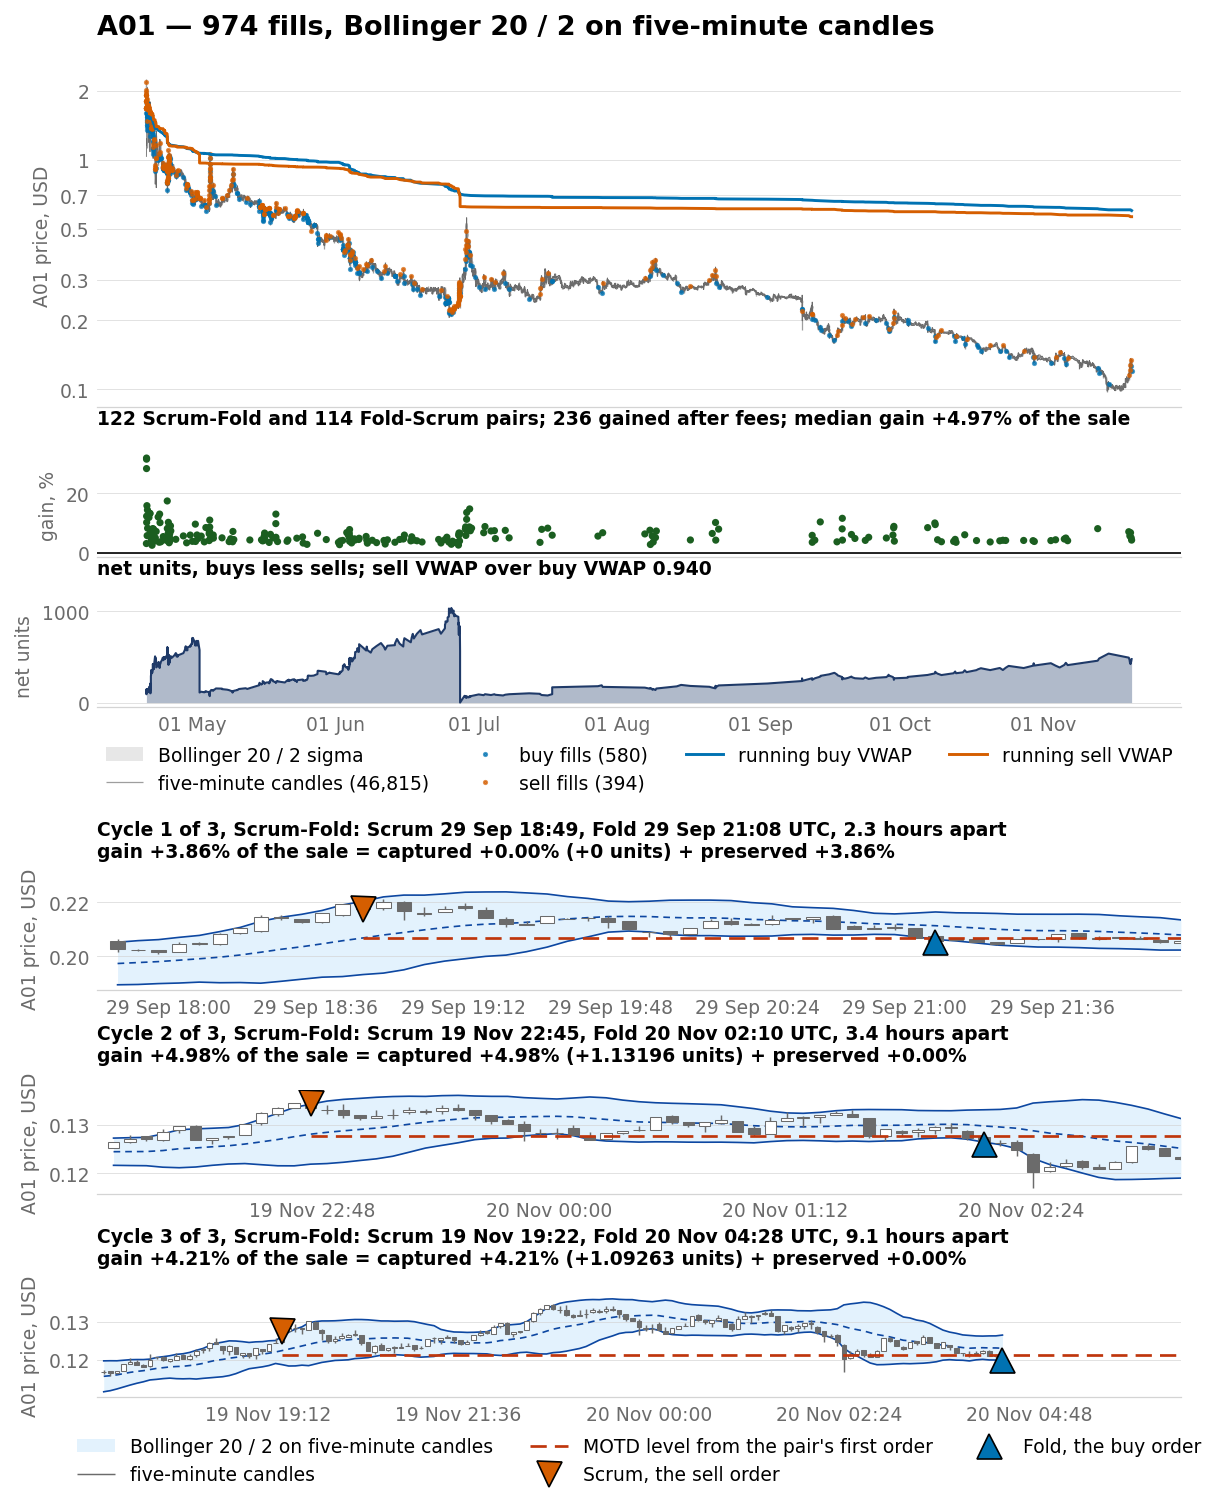 A01 — 974 fills, Bollinger 20 / 2 on five-minute candles
A01 price, USD
2
1
0.7
0.5
0.3
0.2
0.1
122 Scrum-Fold and 114 Fold-Scrum pairs; 236 gained after fees; median gain +4.97% of the sale
gain, %
20
0
net units, buys less sells; sell VWAP over buy VWAP 0.940
net units
1000
0
01 May 01 Jun 01 Jul 01 Aug 01 Sep 01 Oct 01 Nov
Bollinger 20 / 2 sigma buy fills (580) running buy VWAP running sell VWAP
five-minute candles (46,815) sell fills (394)
Cycle 1 of 3, Scrum-Fold: Scrum 29 Sep 18:49, Fold 29 Sep 21:08 UTC, 2.3 hours apart
gain +3.86% of the sale = captured +0.00% (+0 units) + preserved +3.86%
A01 price, USD
0.22
0.20
29 Sep 18:00 29 Sep 18:36 29 Sep 19:12 29 Sep 19:48 29 Sep 20:24 29 Sep 21:00 29 Sep 21:36
Cycle 2 of 3, Scrum-Fold: Scrum 19 Nov 22:45, Fold 20 Nov 02:10 UTC, 3.4 hours apart
gain +4.98% of the sale = captured +4.98% (+1.13196 units) + preserved +0.00%
A01 price, USD
0.13
0.12
19 Nov 22:48 20 Nov 00:00 20 Nov 01:12 20 Nov 02:24
Cycle 3 of 3, Scrum-Fold: Scrum 19 Nov 19:22, Fold 20 Nov 04:28 UTC, 9.1 hours apart
gain +4.21% of the sale = captured +4.21% (+1.09263 units) + preserved +0.00%
A01 price, USD
0.13
0.12
19 Nov 19:12 19 Nov 21:36 20 Nov 00:00 20 Nov 02:24 20 Nov 04:48
Bollinger 20 / 2 on five-minute candles MOTD level from the pair's first order Fold, the buy order
five-minute candles Scrum, the sell order